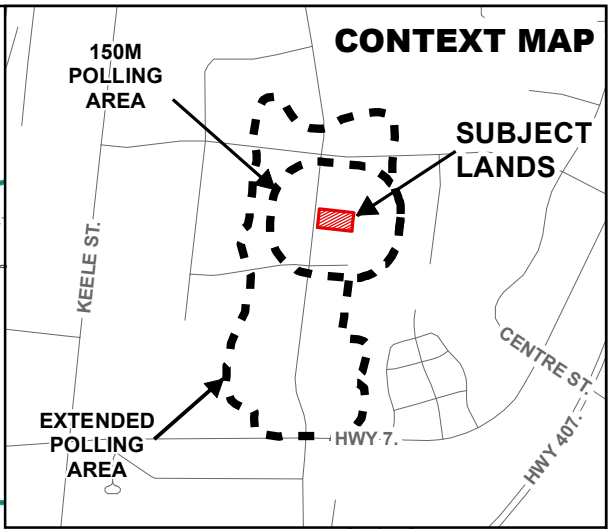 CONTEXT MAP
150M
POLLING
AREA
SUBJECT
LANDS
KEELE ST.
CENTRE ST.
EXTENDED
POLLING
AREA
HWY 7.
HWY 407.